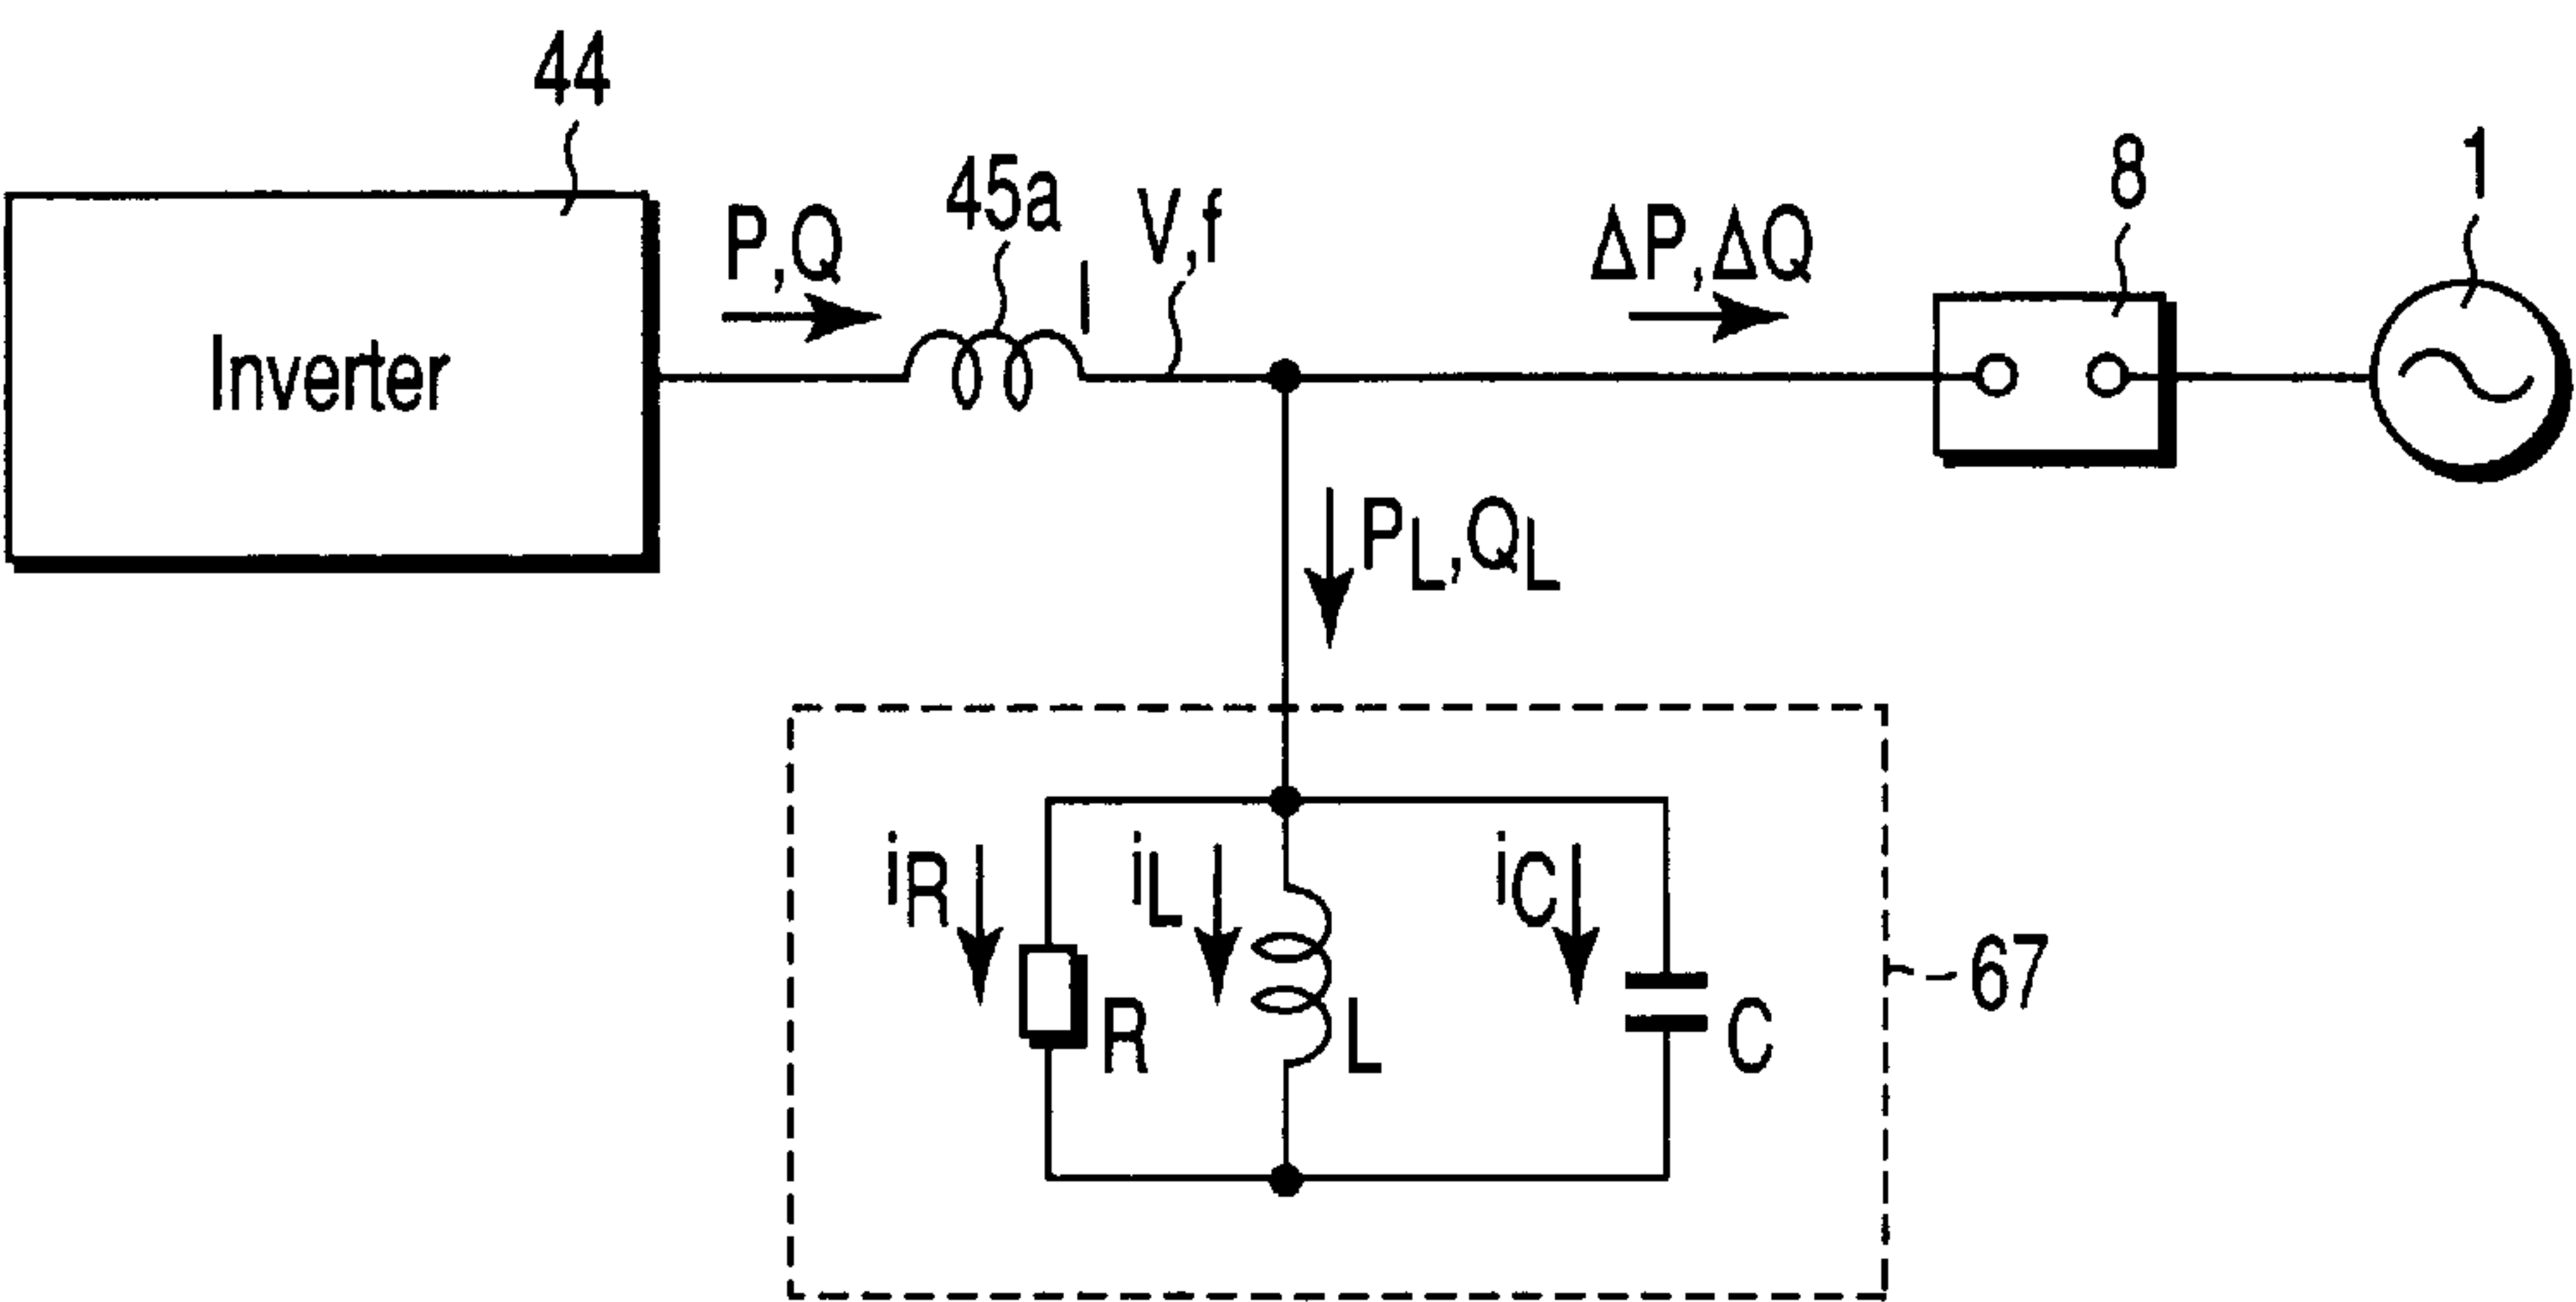 44
45a
8
1
P,Q
I
V,f
ΔP,ΔQ
Inverter
PL,QL
iR
iL
iC
R
L
C
67